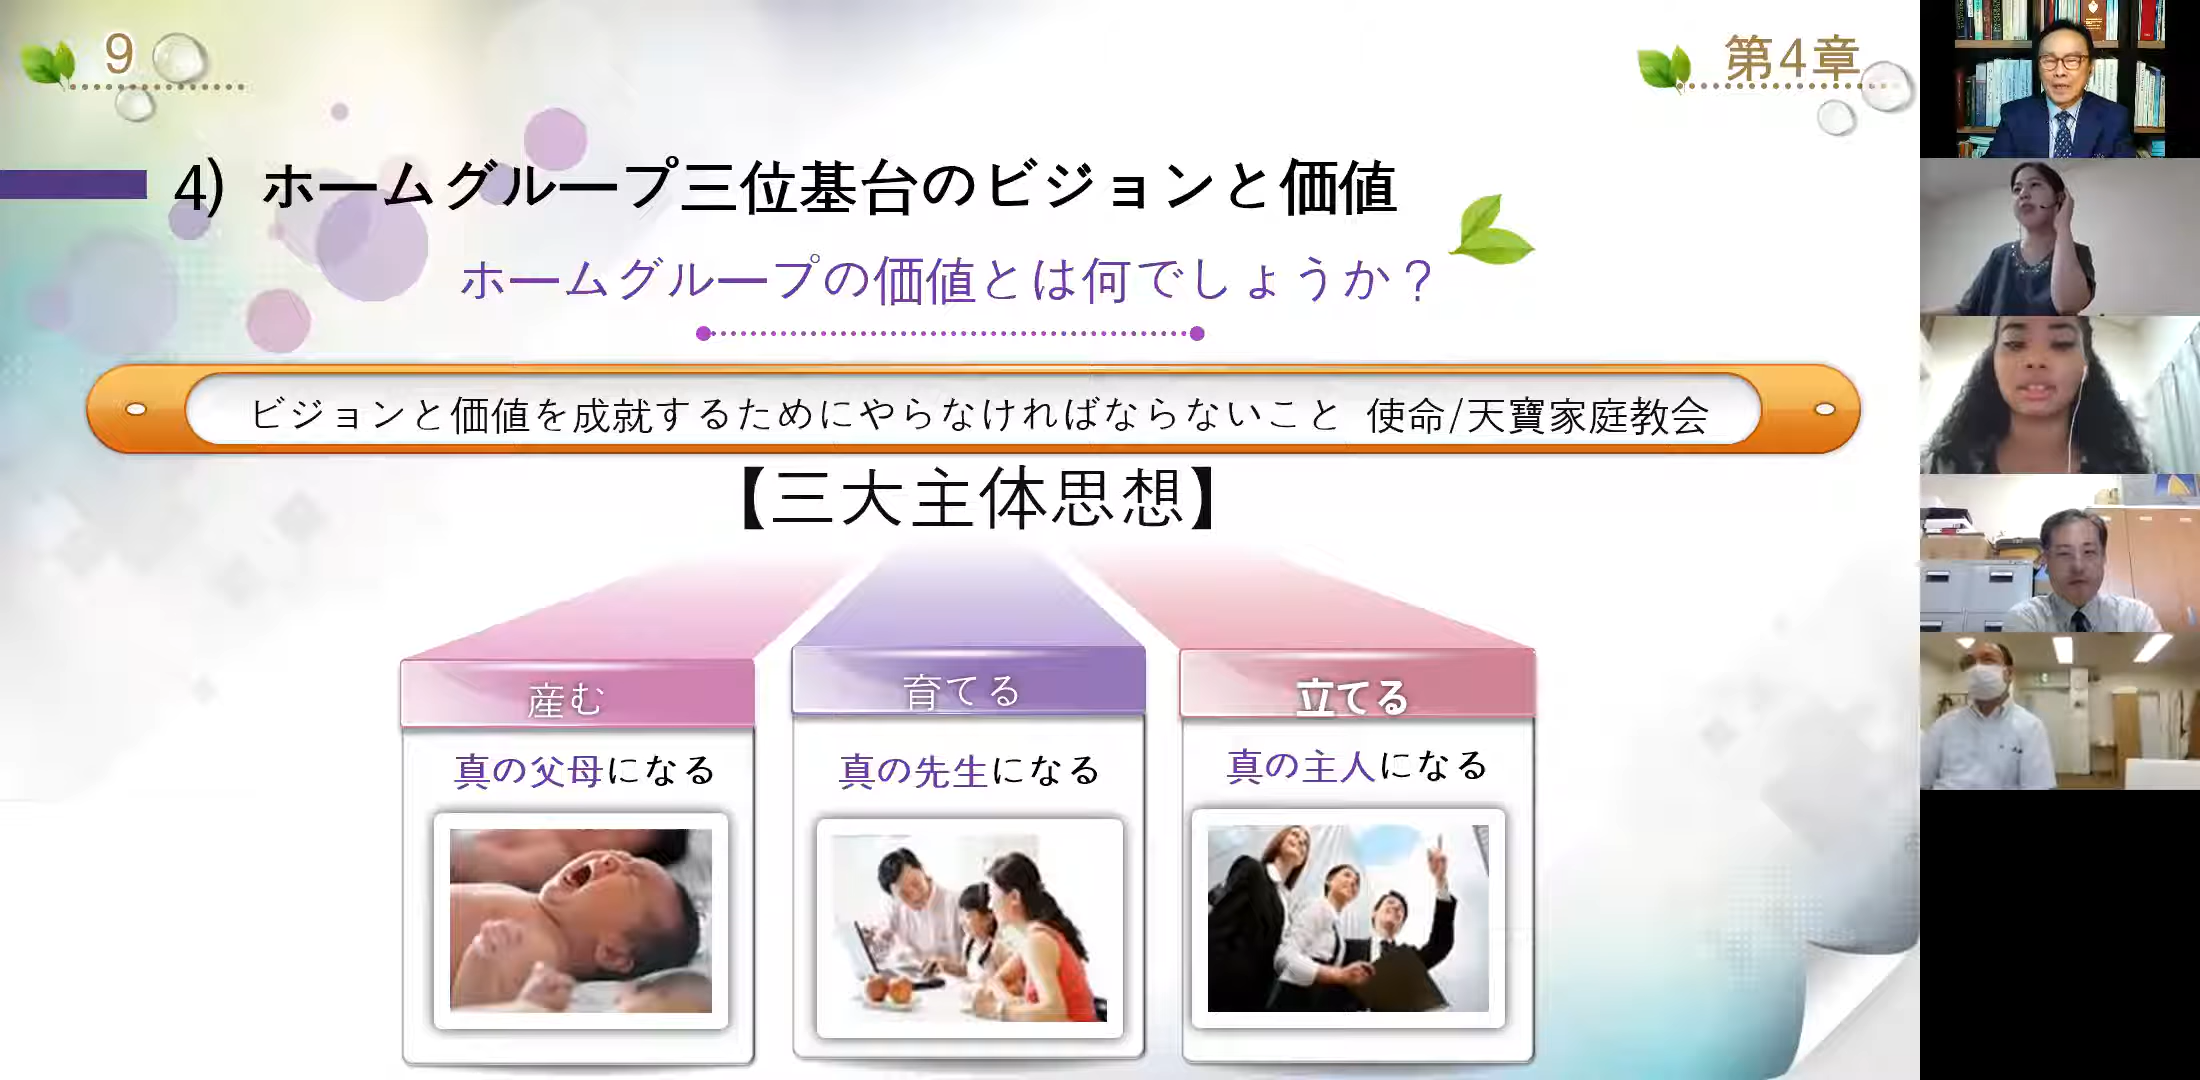 9
第4章
4) ホームグループ三位基台のビジョンと価値
ホームグループの価値とは何でしょうか？
ビジョンと価値を成就するためにやらなければならないこと 使命/天寶家庭教会
【三大主体思想】
産む
真の父母になる
育てる
真の先生になる
立てる
真の主人になる